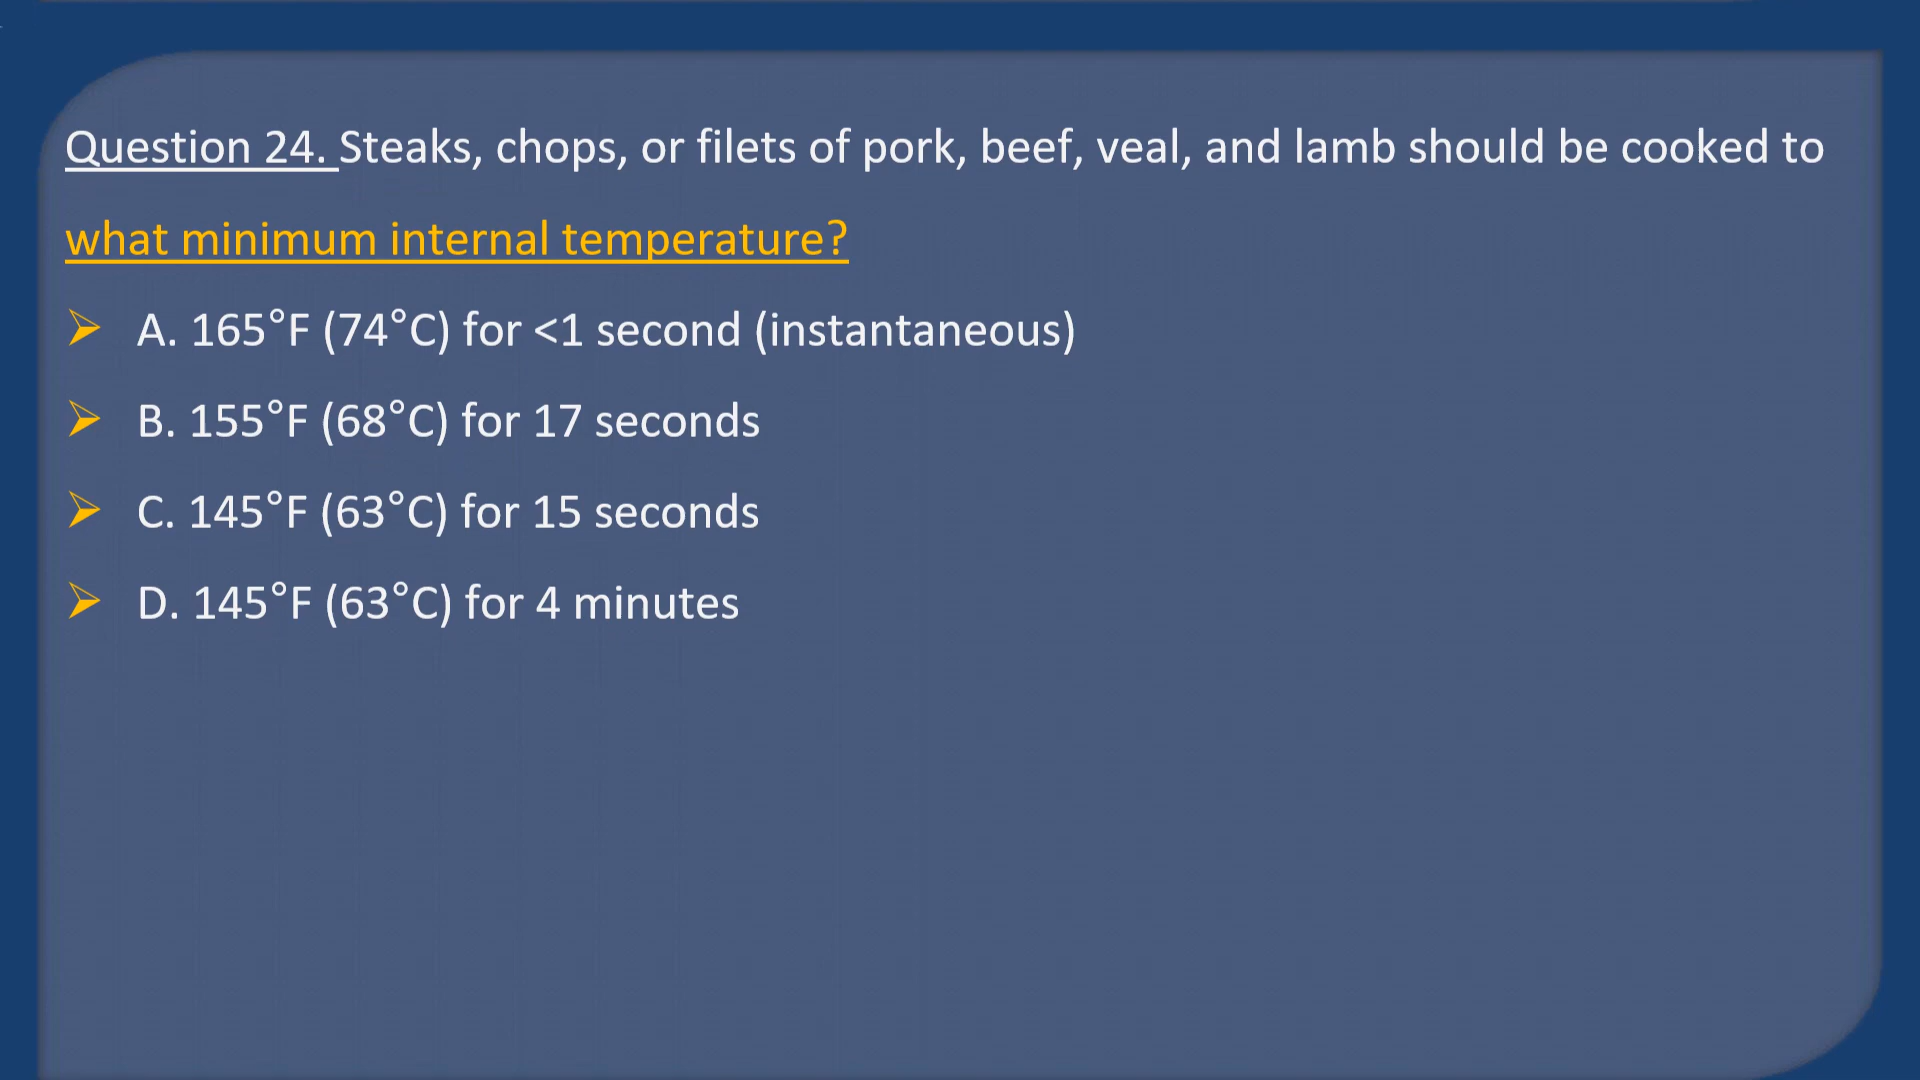 Question 24. Steaks, chops, or filets of pork, beef, veal, and lamb should be cooked to
what minimum internal temperature?
A. 165°F (74°C) for <1 second (instantaneous)
B. 155°F (68°C) for 17 seconds
C. 145°F (63°C) for 15 seconds
D. 145°F (63°C) for 4 minutes